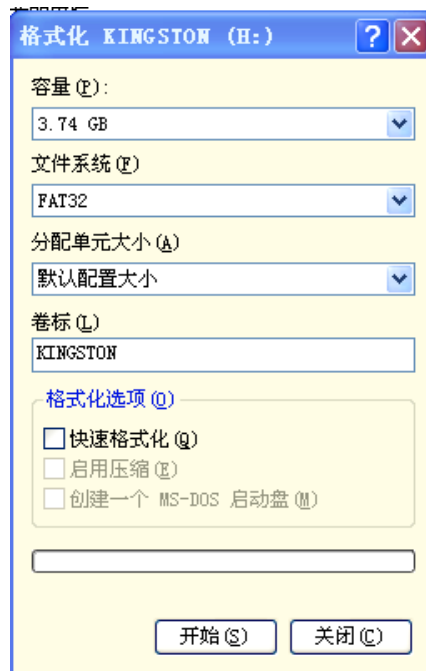 格式化 KINGSTON (H:)
容量(P):
3.74 GB
文件系统(F)
FAT32
分配单元大小(A)
默认配置大小
卷标(L)
KINGSTON
格式化选项(O)
快速格式化(Q)
启用压缩(E)
创建一个 MS-DOS 启动盘(M)
开始(S) 关闭(C)